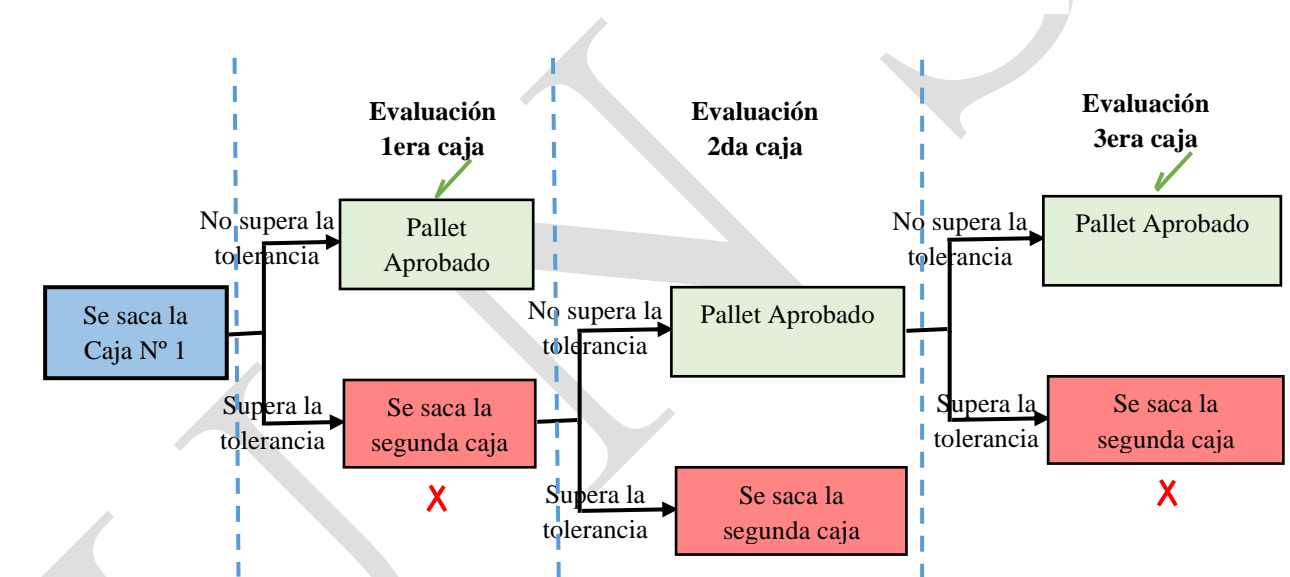 Evaluación
1era caja
Evaluación
2da caja
Evaluación
3era caja
Se saca la
Caja Nº 1
No supera la
tolerancia
Pallet
Aprobado
Supera la
tolerancia
Se saca la
segunda caja
No supera la
tolerancia
Pallet Aprobado
Supera la
tolerancia
Se saca la
segunda caja
No supera la
tolerancia
Pallet Aprobado
Supera la
tolerancia
Se saca la
segunda caja